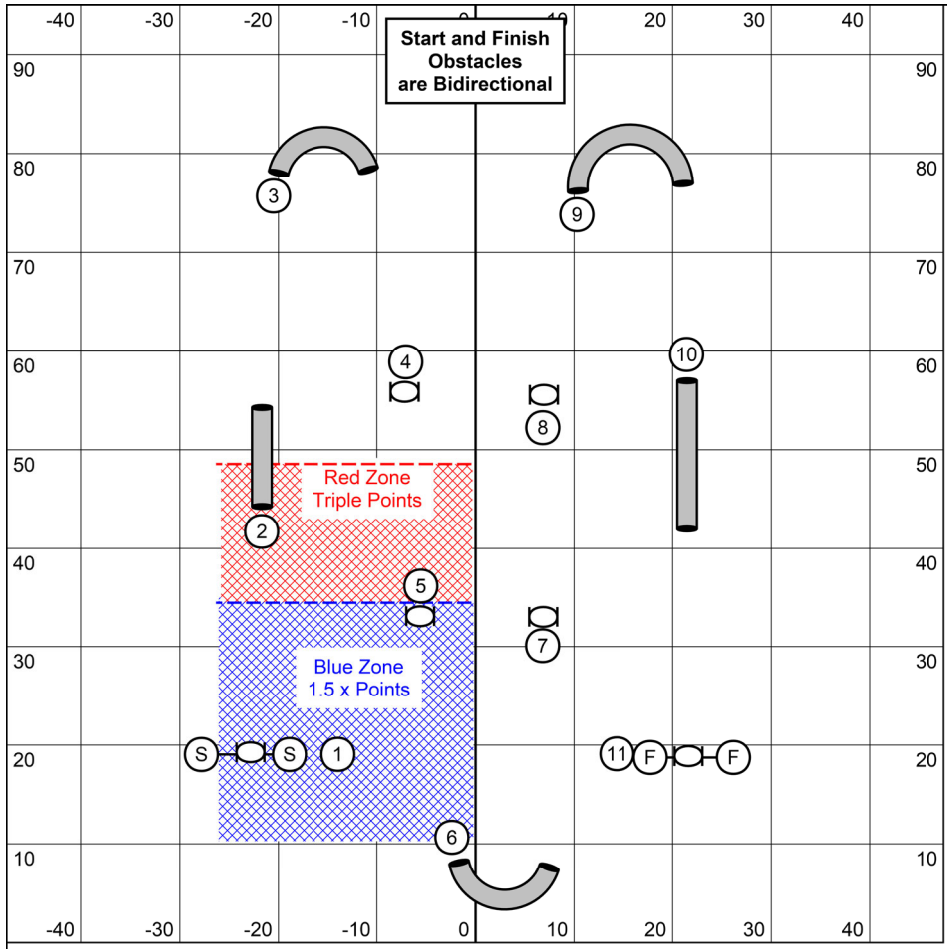 -40 -30 -20 -10 0 10 20 30 40
Start and Finish
Obstacles
are Bidirectional
90 90
80 80
3
9
70 70
60 60
4
10
8
50 50
Red Zone
Triple Points
2
40 40
5
7
30 30
Blue Zone
1.5 x Points
S S 1
11 F F
20 20
6
10 10
-40 -30 -20 -10 0 10 20 30 40